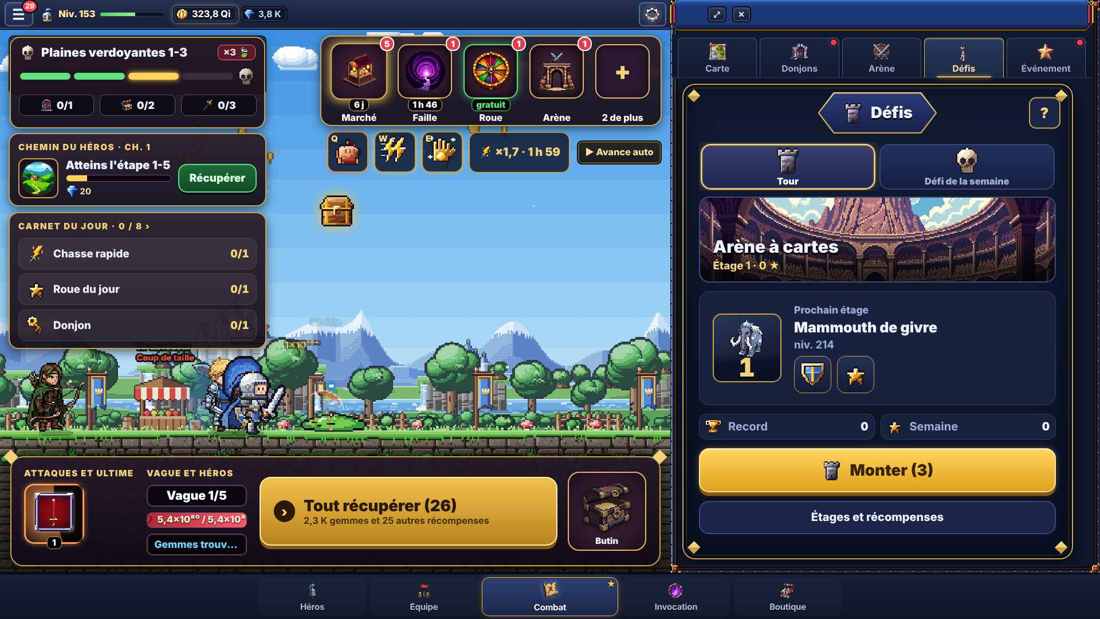 28
Niv. 153
323,8 Qi
3,8 K
Plaines verdoyantes 1-3
×3
0/1
0/2
0/3
CHEMIN DU HÉROS · CH. 1
Atteins l'étape 1-5
20
Récupérer
CARNET DU JOUR · 0 / 8 ›
Chasse rapide
0/1
Roue du jour
0/1
Donjon
0/1
5
6 j
Marché
1
1 h 46
Faille
1
gratuit
Roue
1
Arène
+
2 de plus
Q
W
E
×1,7 · 1 h 59
Avance auto
Coup de taille
ATTAQUES ET ULTIME
1
VAGUE ET HÉROS
Vague 1/5
Gemmes trouv...
Tout récupérer (26)
2,3 K gemmes et 25 autres récompenses
Butin
Héros
Équipe
Combat
Invocation
Boutique
Carte
Donjons
Arène
Défis
Événement
Défis
?
Tour
Défi de la semaine
Arène à cartes
Étage 1 · 0 ★
1
Prochain étage
Mammouth de givre
niv. 214
Record
0
Semaine
0
Monter (3)
Étages et récompenses